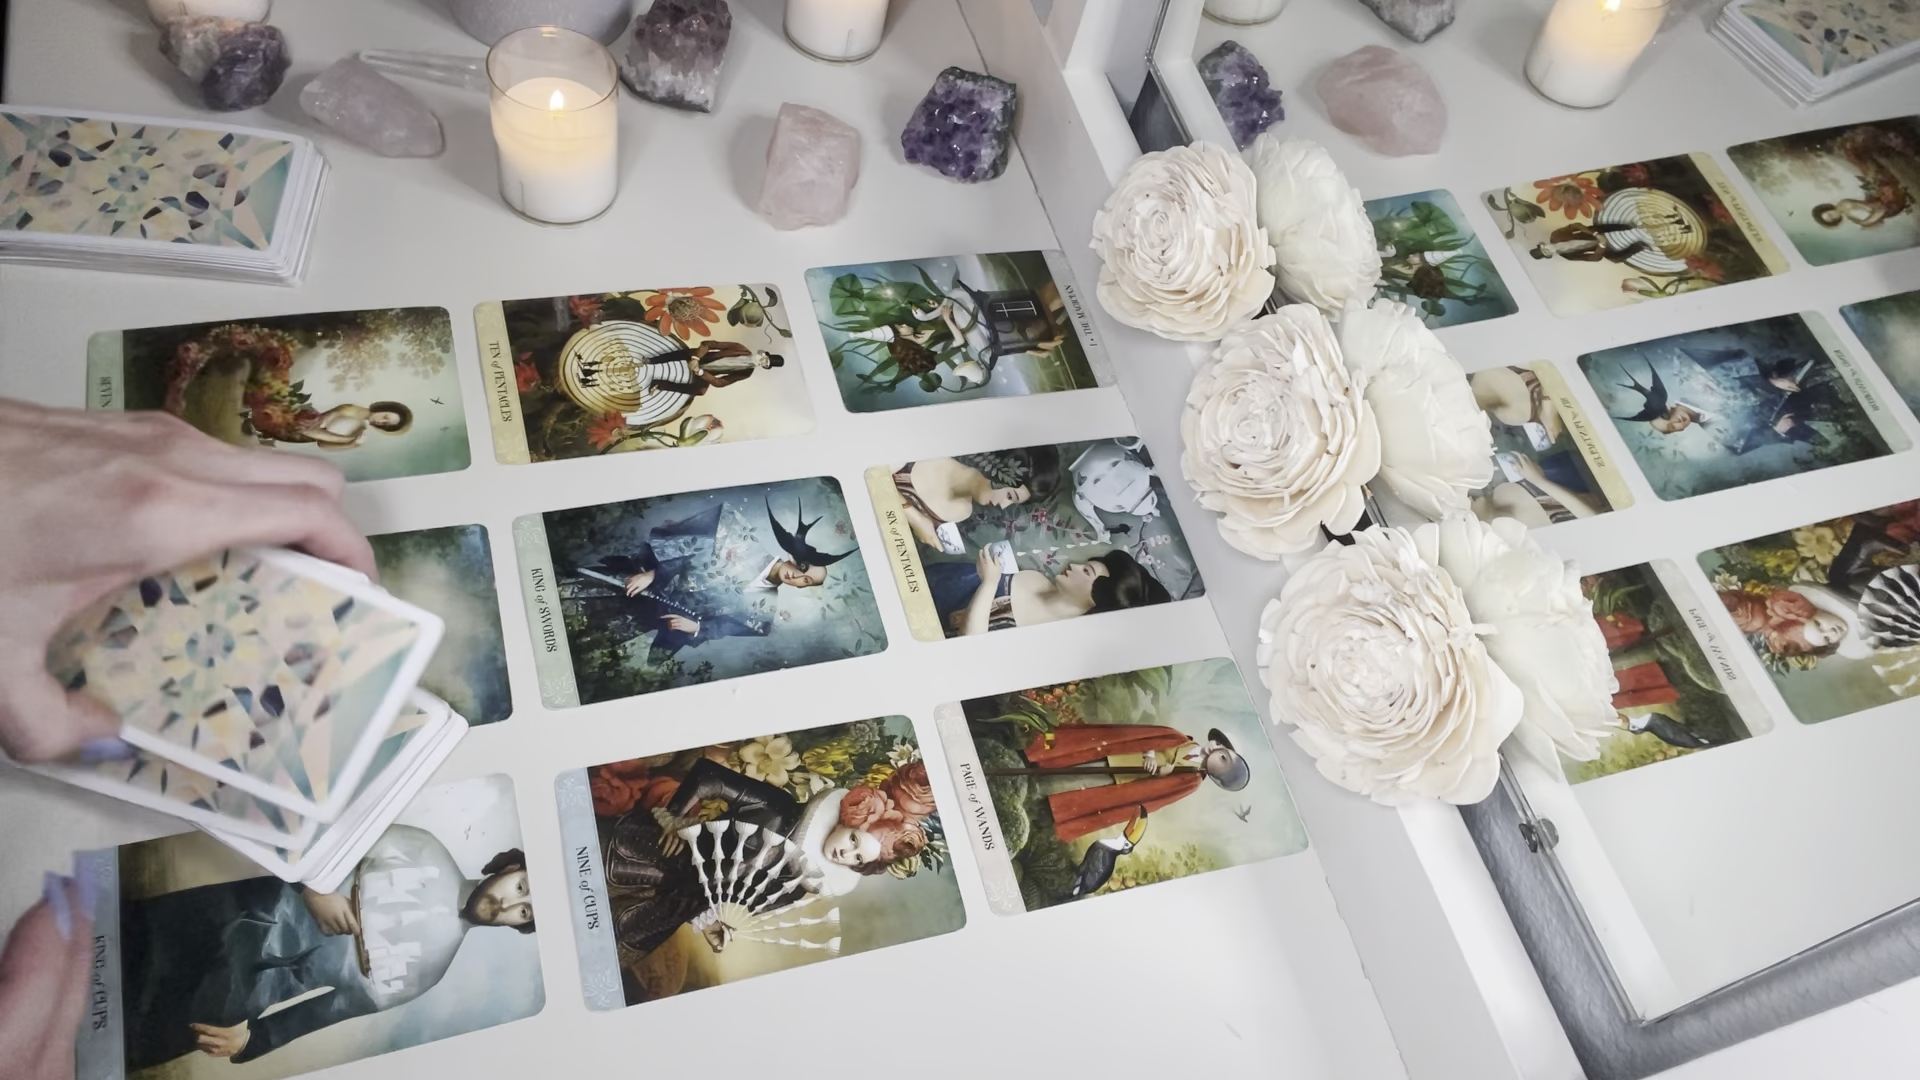 SEVEN
TEN of PENTACLES
I • THE MAGICIAN
KING of SWORDS
SIX of PENTACLES
KING of CUPS
NINE of CUPS
PAGE of WANDS